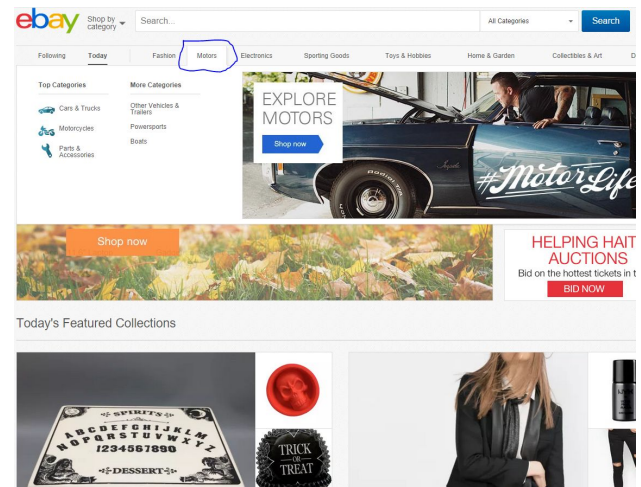 ebay
Shop by
category
Search...
All Categories
Search
Following
Today
Fashion
Motors
Electronics
Sporting Goods
Toys & Hobbies
Home & Garden
Collectibles & Art
D
Top Categories
More Categories
Cars & Trucks
Other Vehicles &
Trailers
Motorcycles
Powersports
Parts &
Accessories
Boats
EXPLORE
MOTORS
Shop now
Radial T/A
#MotorLife
Shop now
HELPING HAIT
AUCTIONS
Bid on the hottest tickets in t
BID NOW
Today's Featured Collections
SPIRITS
ABCDEFGHIJKLM
NOPQRSTUVWXYZ
1234567890
DESSERT
TRICK
OR
TREAT
NYX